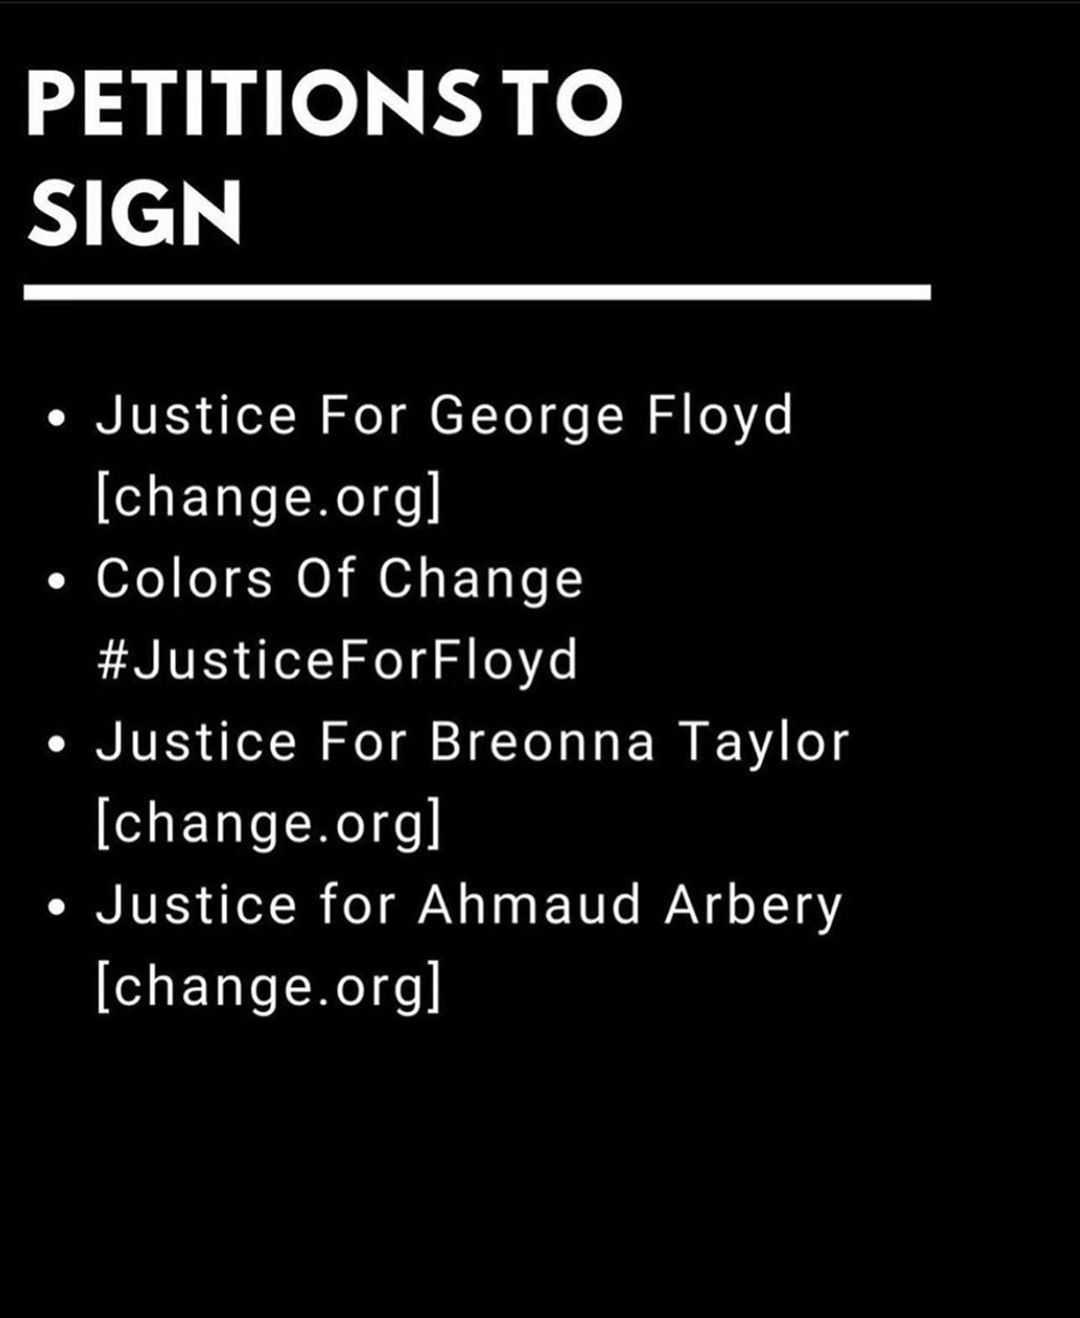 PETITIONS TO
SIGN
• Justice For George Floyd
[change.org]
• Colors Of Change
#JusticeForFloyd
• Justice For Breonna Taylor
[change.org]
• Justice for Ahmaud Arbery
[change.org]